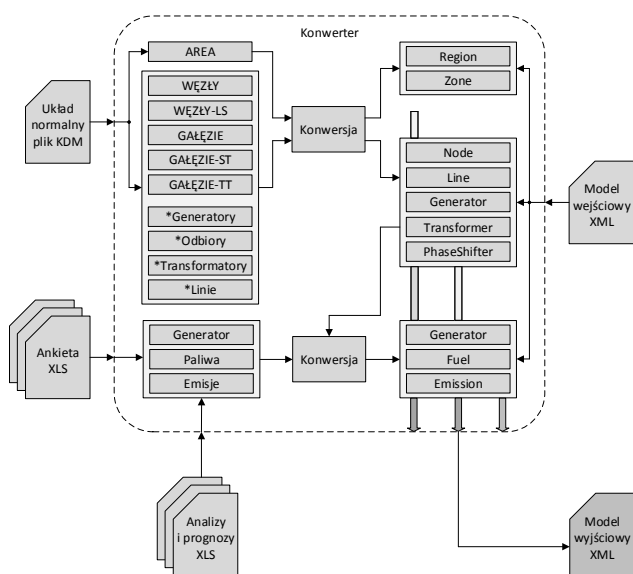 Konwerter
AREA
Region
Zone
Układ
normalny
plik KDM
WĘZŁY
WĘZŁY-LS
GAŁĘZIE
GAŁĘZIE-ST
GAŁĘZIE-TT
*Generatory
*Odbiory
*Transformatory
*Linie
Konwersja
Node
Line
Generator
Transformer
PhaseShifter
Model
wejściowy
XML
Ankieta
XLS
Generator
Paliwa
Emisje
Konwersja
Generator
Fuel
Emission
Analizy
i prognozy
XLS
Model
wyjściowy
XML